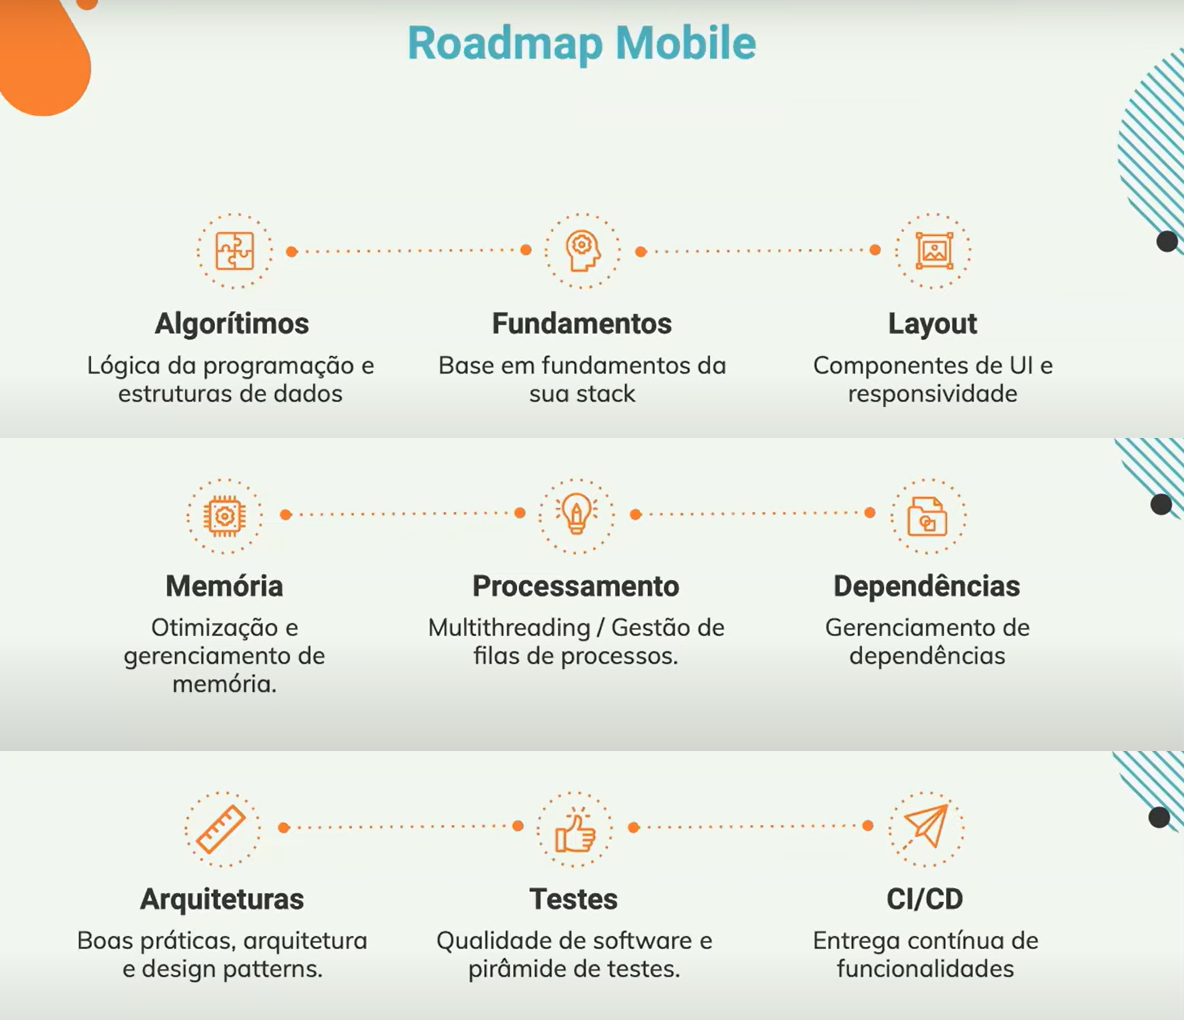 Roadmap Mobile
Algorítimos
Lógica da programação e
estruturas de dados
Fundamentos
Base em fundamentos da
sua stack
Layout
Componentes de UI e
responsividade
Memória
Otimização e
gerenciamento de
memória.
Processamento
Multithreading / Gestão de
filas de processos.
Dependências
Gerenciamento de
dependências
Arquiteturas
Boas práticas, arquitetura
e design patterns.
Testes
Qualidade de software e
pirâmide de testes.
CI/CD
Entrega contínua de
funcionalidades